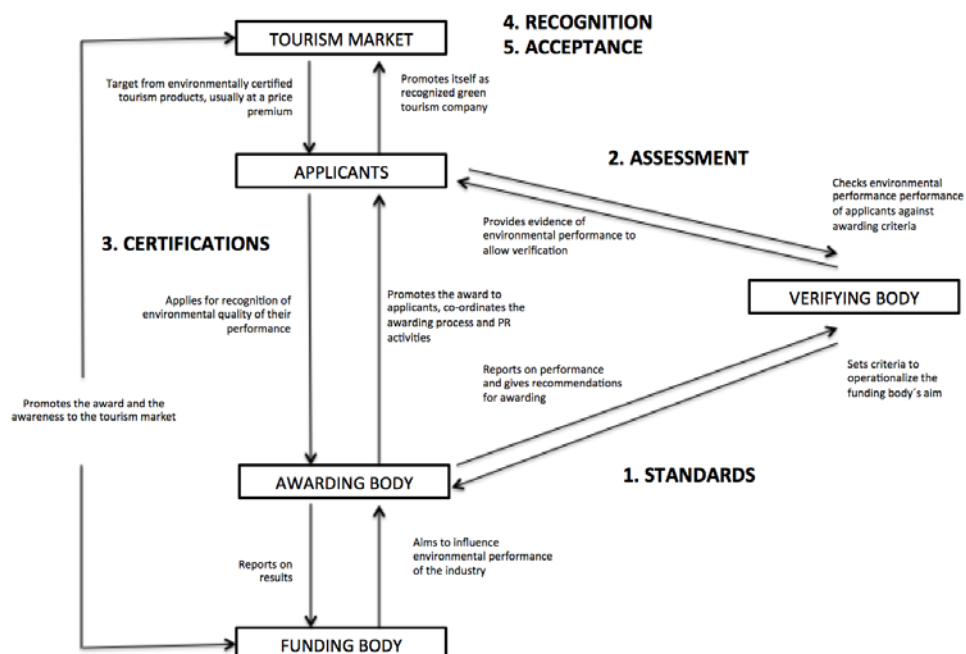 4. RECOGNITION
5. ACCEPTANCE
TOURISM MARKET
Target from environmentally certified
tourism products, usually at a price
premium
Promotes itself as
recognized green
tourism company
APPLICANTS
2. ASSESSMENT
Checks environmental
performance performance
of applicants against
awarding criteria
Provides evidence of
environmental performance to
allow verification
3. CERTIFICATIONS
Applies for recognition of
environmental quality of their
performance
Promotes the award to
applicants, co-ordinates the
awarding process and PR
activities
VERIFYING BODY
Reports on performance
and gives recommendations
for awarding
Sets criteria to
operationalize the
funding body´s aim
Promotes the award and the
awareness to the tourism market
AWARDING BODY
1. STANDARDS
Reports on
results
Aims to influence
environmental performance
of the industry
FUNDING BODY